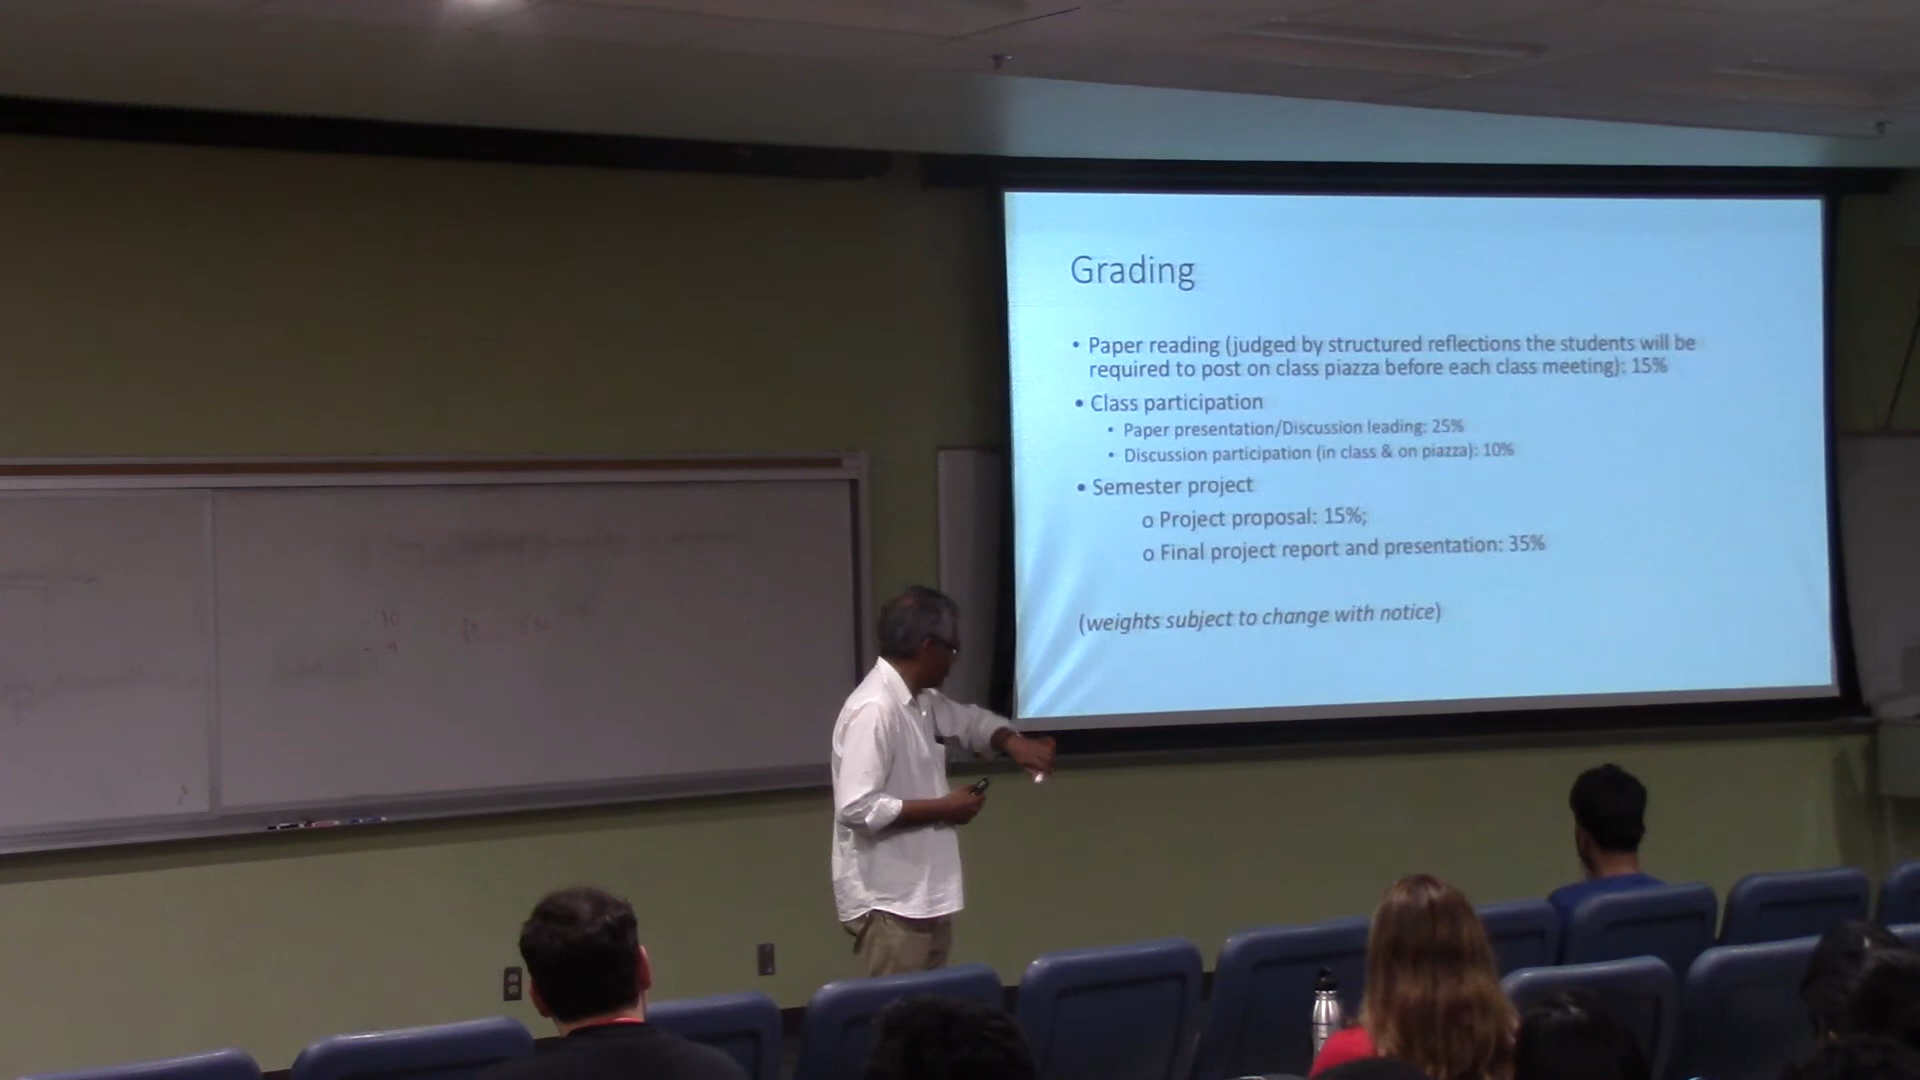 Grading
• Paper reading (judged by structured reflections the students will be
required to post on class piazza before each class meeting): 15%
• Class participation
• Paper presentation/Discussion leading: 25%
• Discussion participation (in class & on piazza): 10%
• Semester project
o Project proposal: 15%;
o Final project report and presentation: 35%
(weights subject to change with notice)